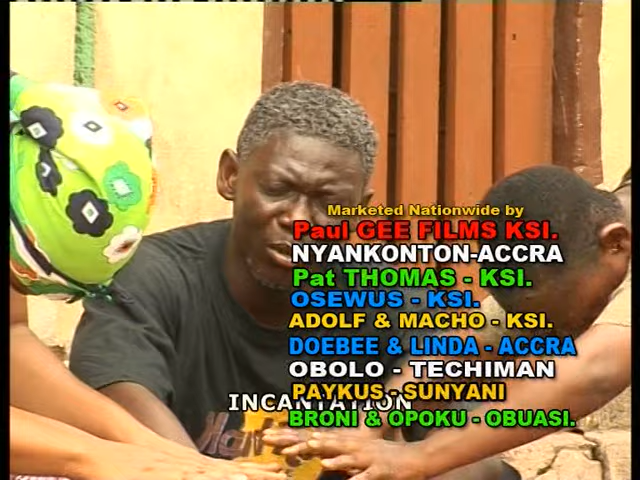 Marketed Nationwide by
Paul GEE FILMS KSI.
NYANKONTON-ACCRA
Pat THOMAS - KSI.
OSEWUS - KSI.
ADOLF & MACHO - KSI.
DOEBEE & LINDA - ACCRA
OBOLO - TECHIMAN
PAYKUS - SUNYANI
INCANTATION
BRONI & OPOKU - OBUASI.